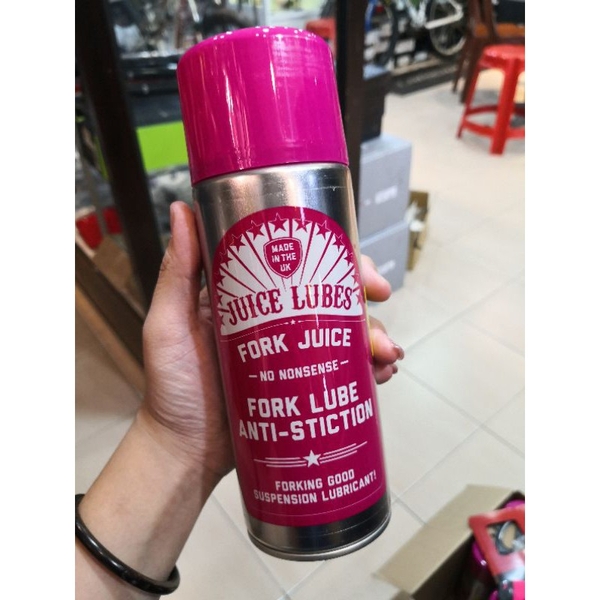 MADE
IN THE
UK
JUICE LUBES
FORK JUICE
- NO NONSENSE -
FORK LUBE
ANTI-STICTION
FORKING GOOD
SUSPENSION LUBRICANT!